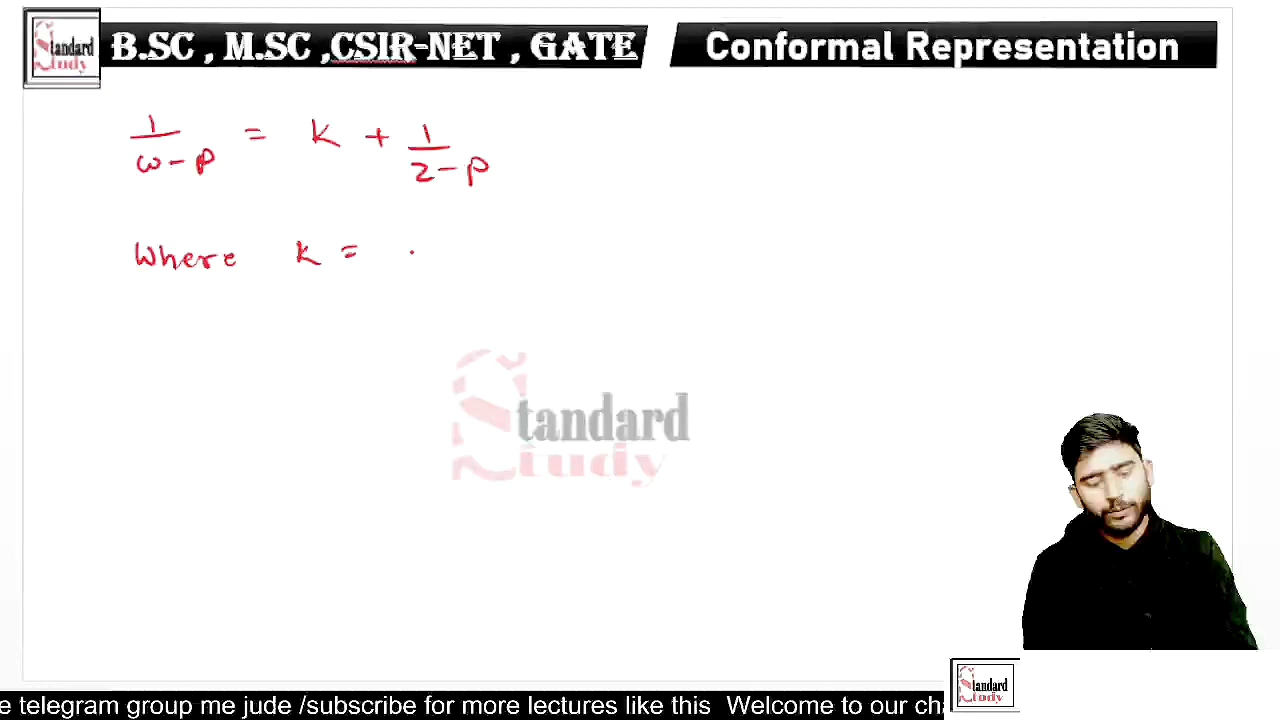 Standard Study B.SC , M.SC ,CSIR-NET , GATE Conformal Representation
1/ω-p = k + 1/z-p
Where k =
Standard Study
Standard Study
e telegram group me jude /subscribe for more lectures like this Welcome to our cha